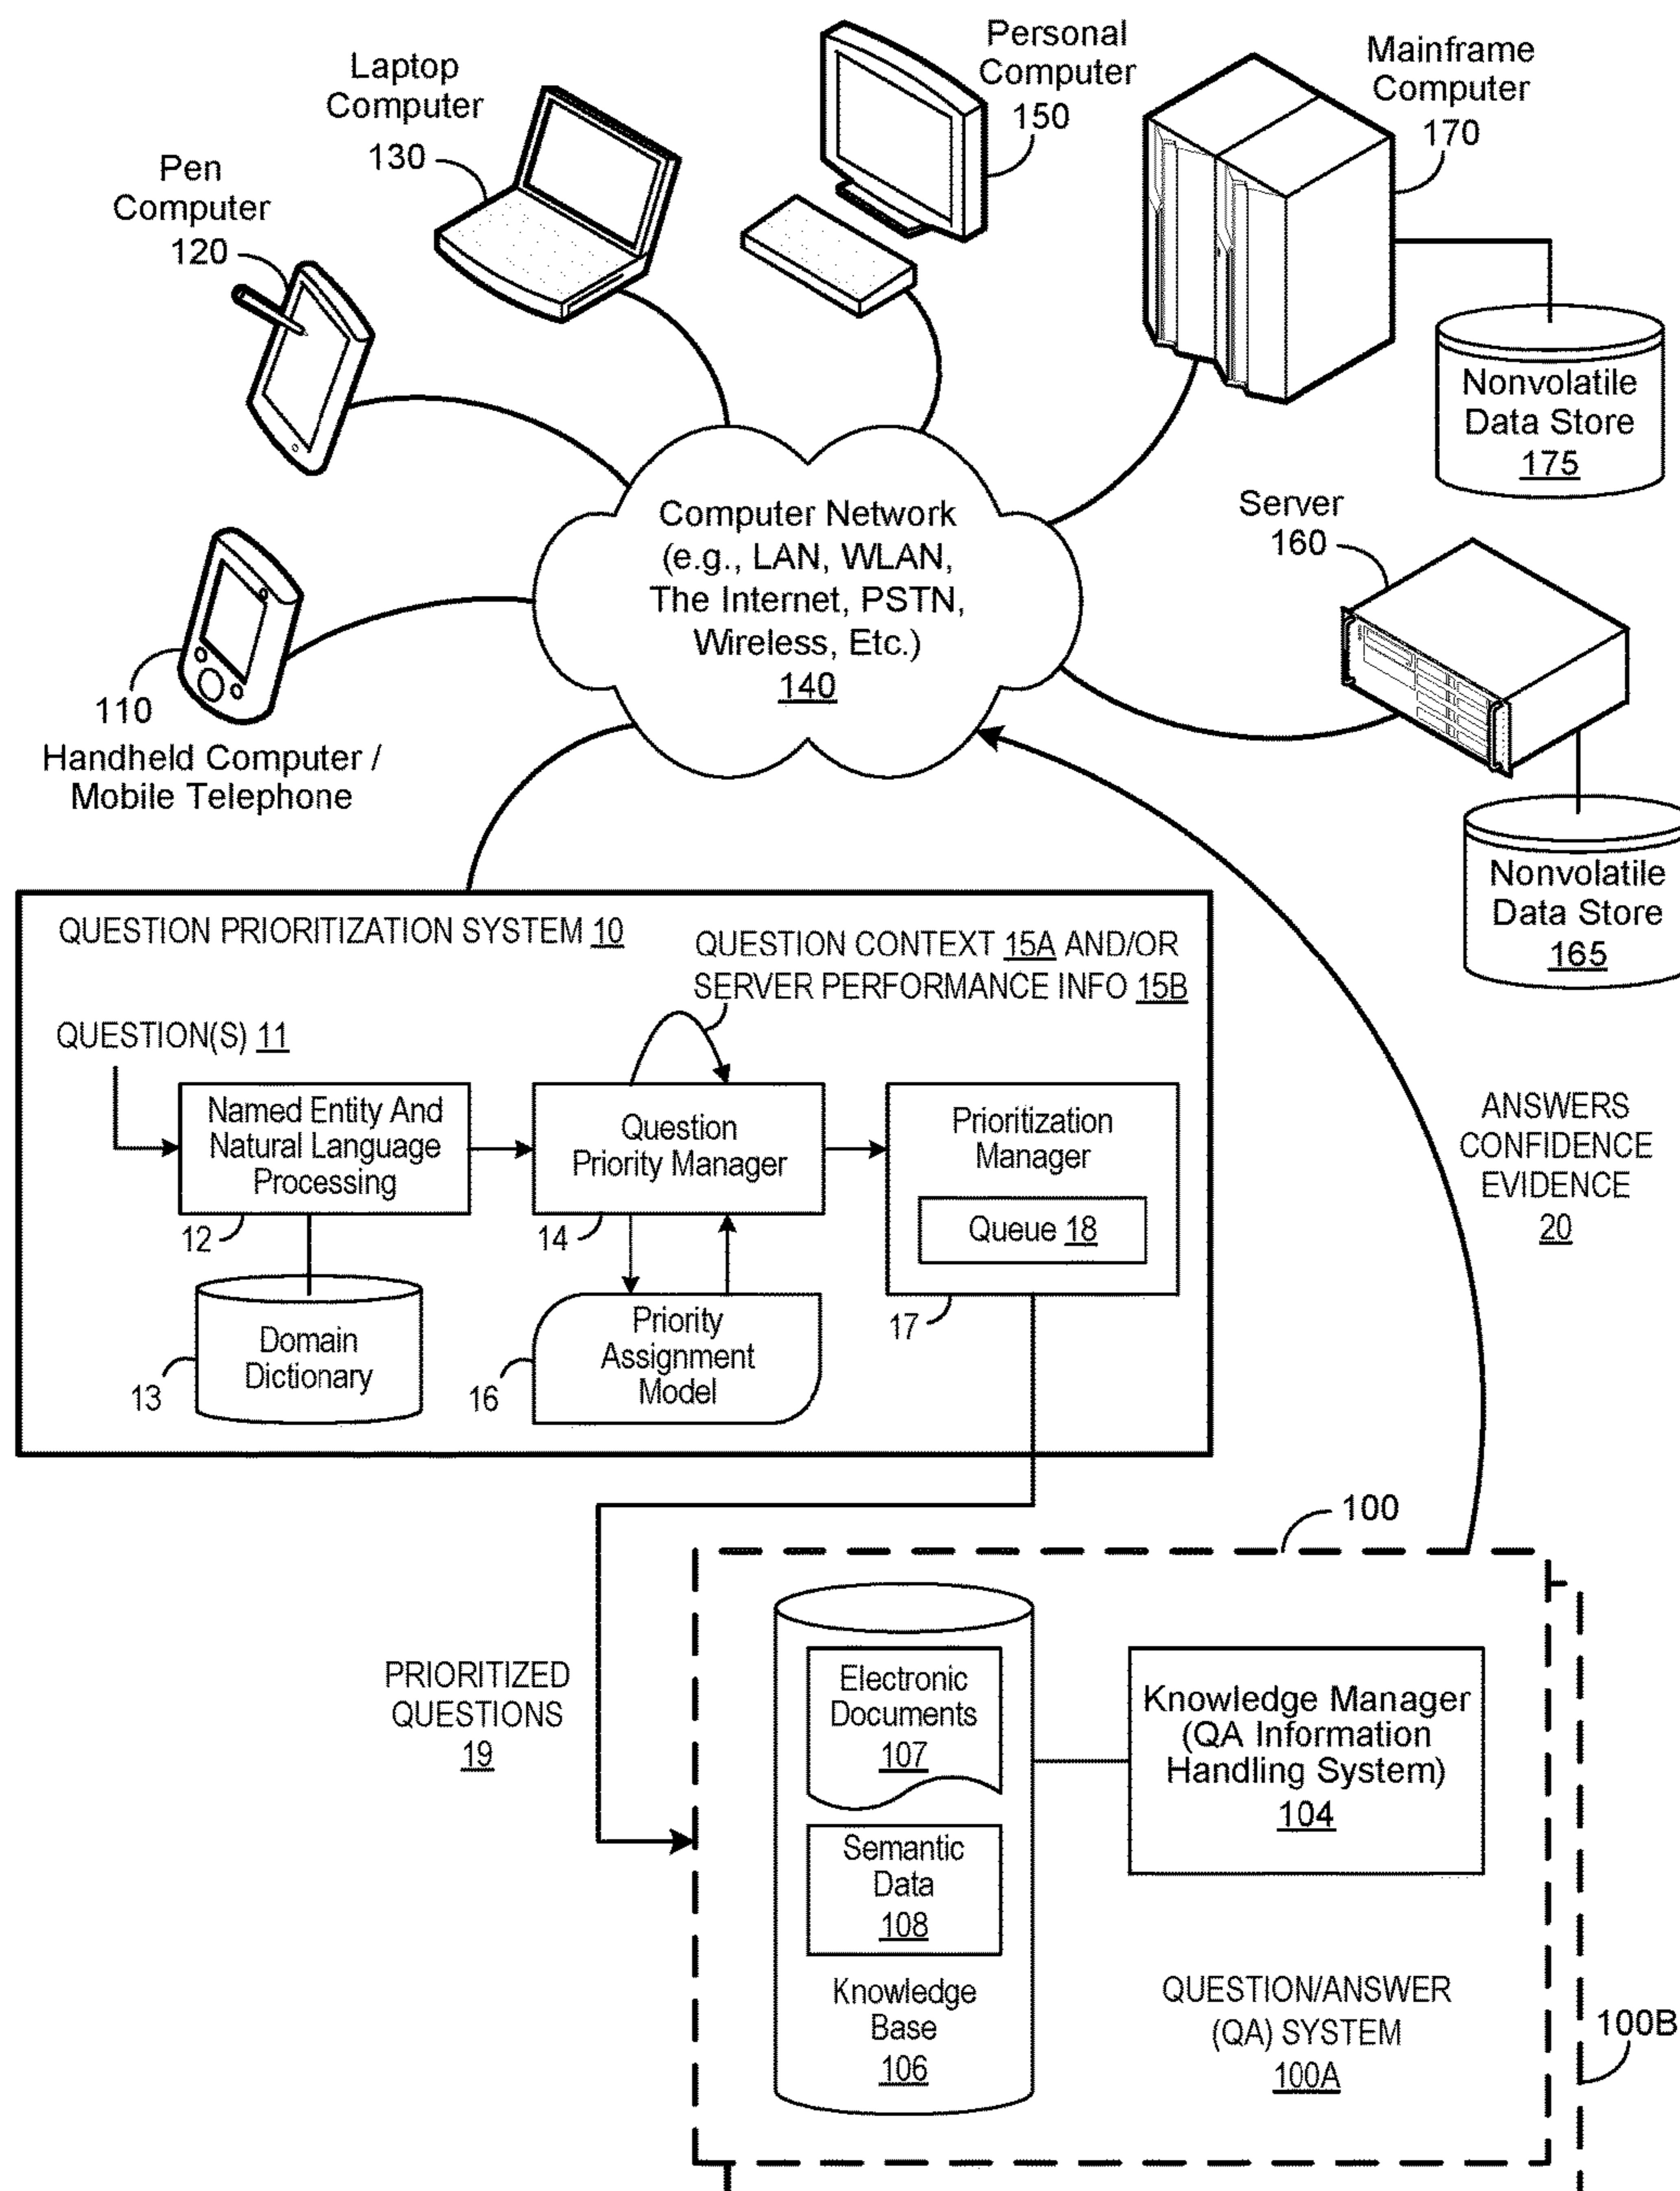 Personal
Computer
150
Mainframe
Computer
170
Laptop
Computer
130
Pen
Computer
120
Nonvolatile
Data Store
175
Computer Network
(e.g., LAN, WLAN,
The Internet, PSTN,
Wireless, Etc.)
140
Server
160
110
Handheld Computer /
Mobile Telephone
Nonvolatile
Data Store
165
QUESTION PRIORITIZATION SYSTEM 10
QUESTION CONTEXT 15A AND/OR
SERVER PERFORMANCE INFO 15B
QUESTION(S) 11
Named Entity And
Natural Language
Processing
12
Question
Priority Manager
14
Prioritization
Manager
Queue 18
17
Domain
Dictionary
13
Priority
Assignment
Model
16
ANSWERS
CONFIDENCE
EVIDENCE
20
100
PRIORITIZED
QUESTIONS
19
Electronic
Documents
107
Semantic
Data
108
Knowledge
Base
106
Knowledge Manager
(QA Information
Handling System)
104
QUESTION/ANSWER
(QA) SYSTEM
100A
100B